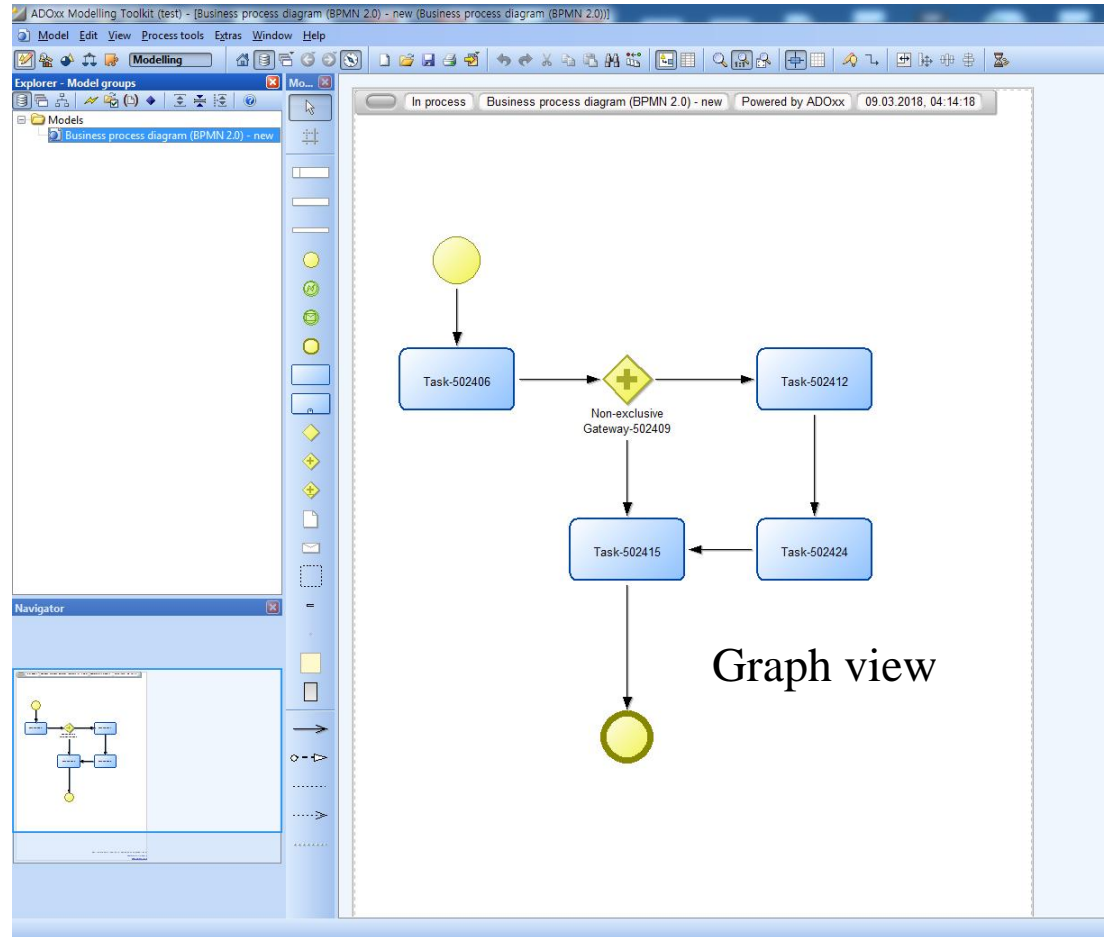 ADOxx Modelling Toolkit (test) - [Business process diagram (BPMN 2.0) - new (Business process diagram (BPMN 2.0))]
Model Edit View Process tools Extras Window Help
Modelling
Explorer - Model groups
Mo...
Models
Business process diagram (BPMN 2.0) - new
In process Business process diagram (BPMN 2.0) - new Powered by ADOxx 09.03.2018, 04:14:18
Task-502406
Task-502412
Non-exclusive
Gateway-502409
Task-502415
Task-502424
Navigator
Graph view